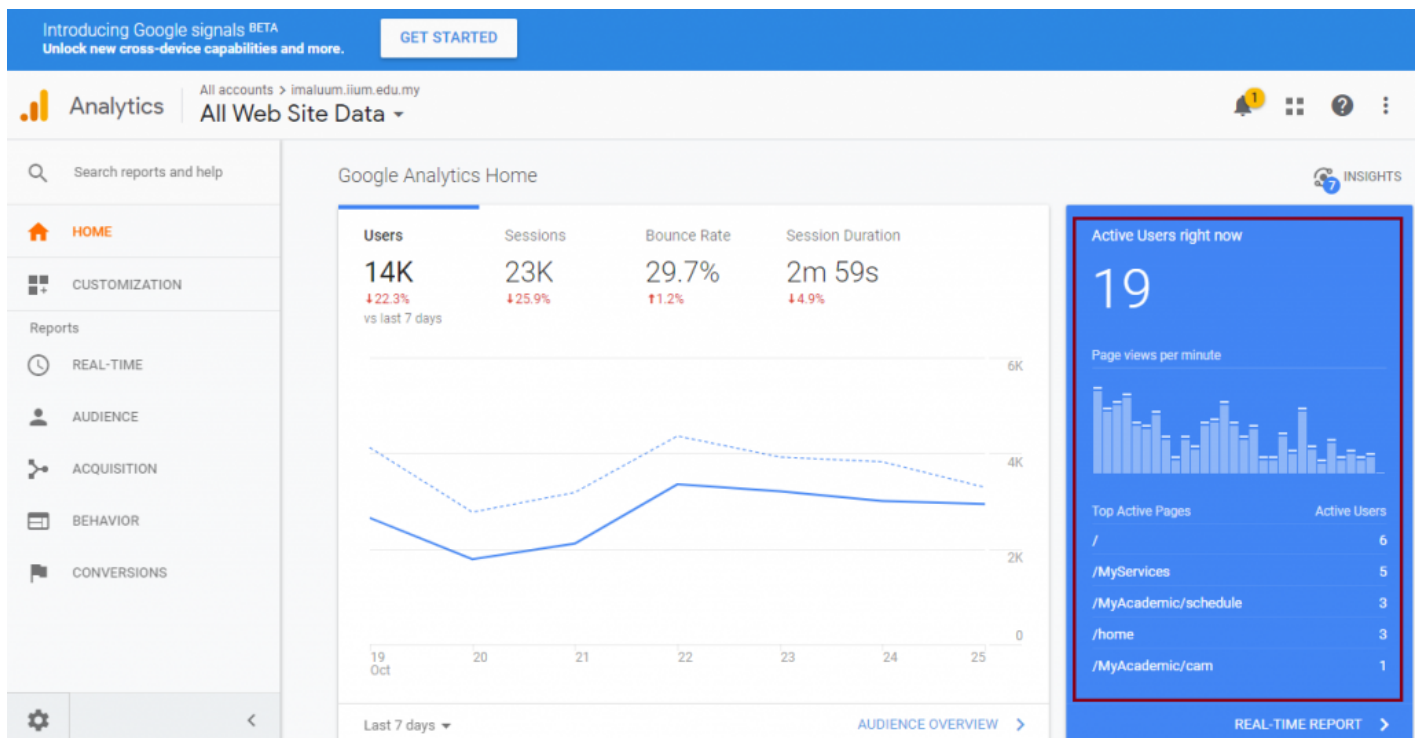 Introducing Google signals BETA
Unlock new cross-device capabilities and more.
GET STARTED
Analytics
All accounts > imaluum.iium.edu.my
All Web Site Data
1
Search reports and help
HOME
CUSTOMIZATION
Reports
REAL-TIME
AUDIENCE
ACQUISITION
BEHAVIOR
CONVERSIONS
Google Analytics Home
7 INSIGHTS
Users Sessions Bounce Rate Session Duration
14K 23K 29.7% 2m 59s
↓22.3% ↓25.9% ↑1.2% ↓4.9%
vs last 7 days
6K
4K
2K
0
19 20 21 22 23 24 25
Oct
Last 7 days
AUDIENCE OVERVIEW >
Active Users right now
19
Page views per minute
Top Active Pages Active Users
/ 6
/MyServices 5
/MyAcademic/schedule 3
/home 3
/MyAcademic/cam 1
REAL-TIME REPORT >